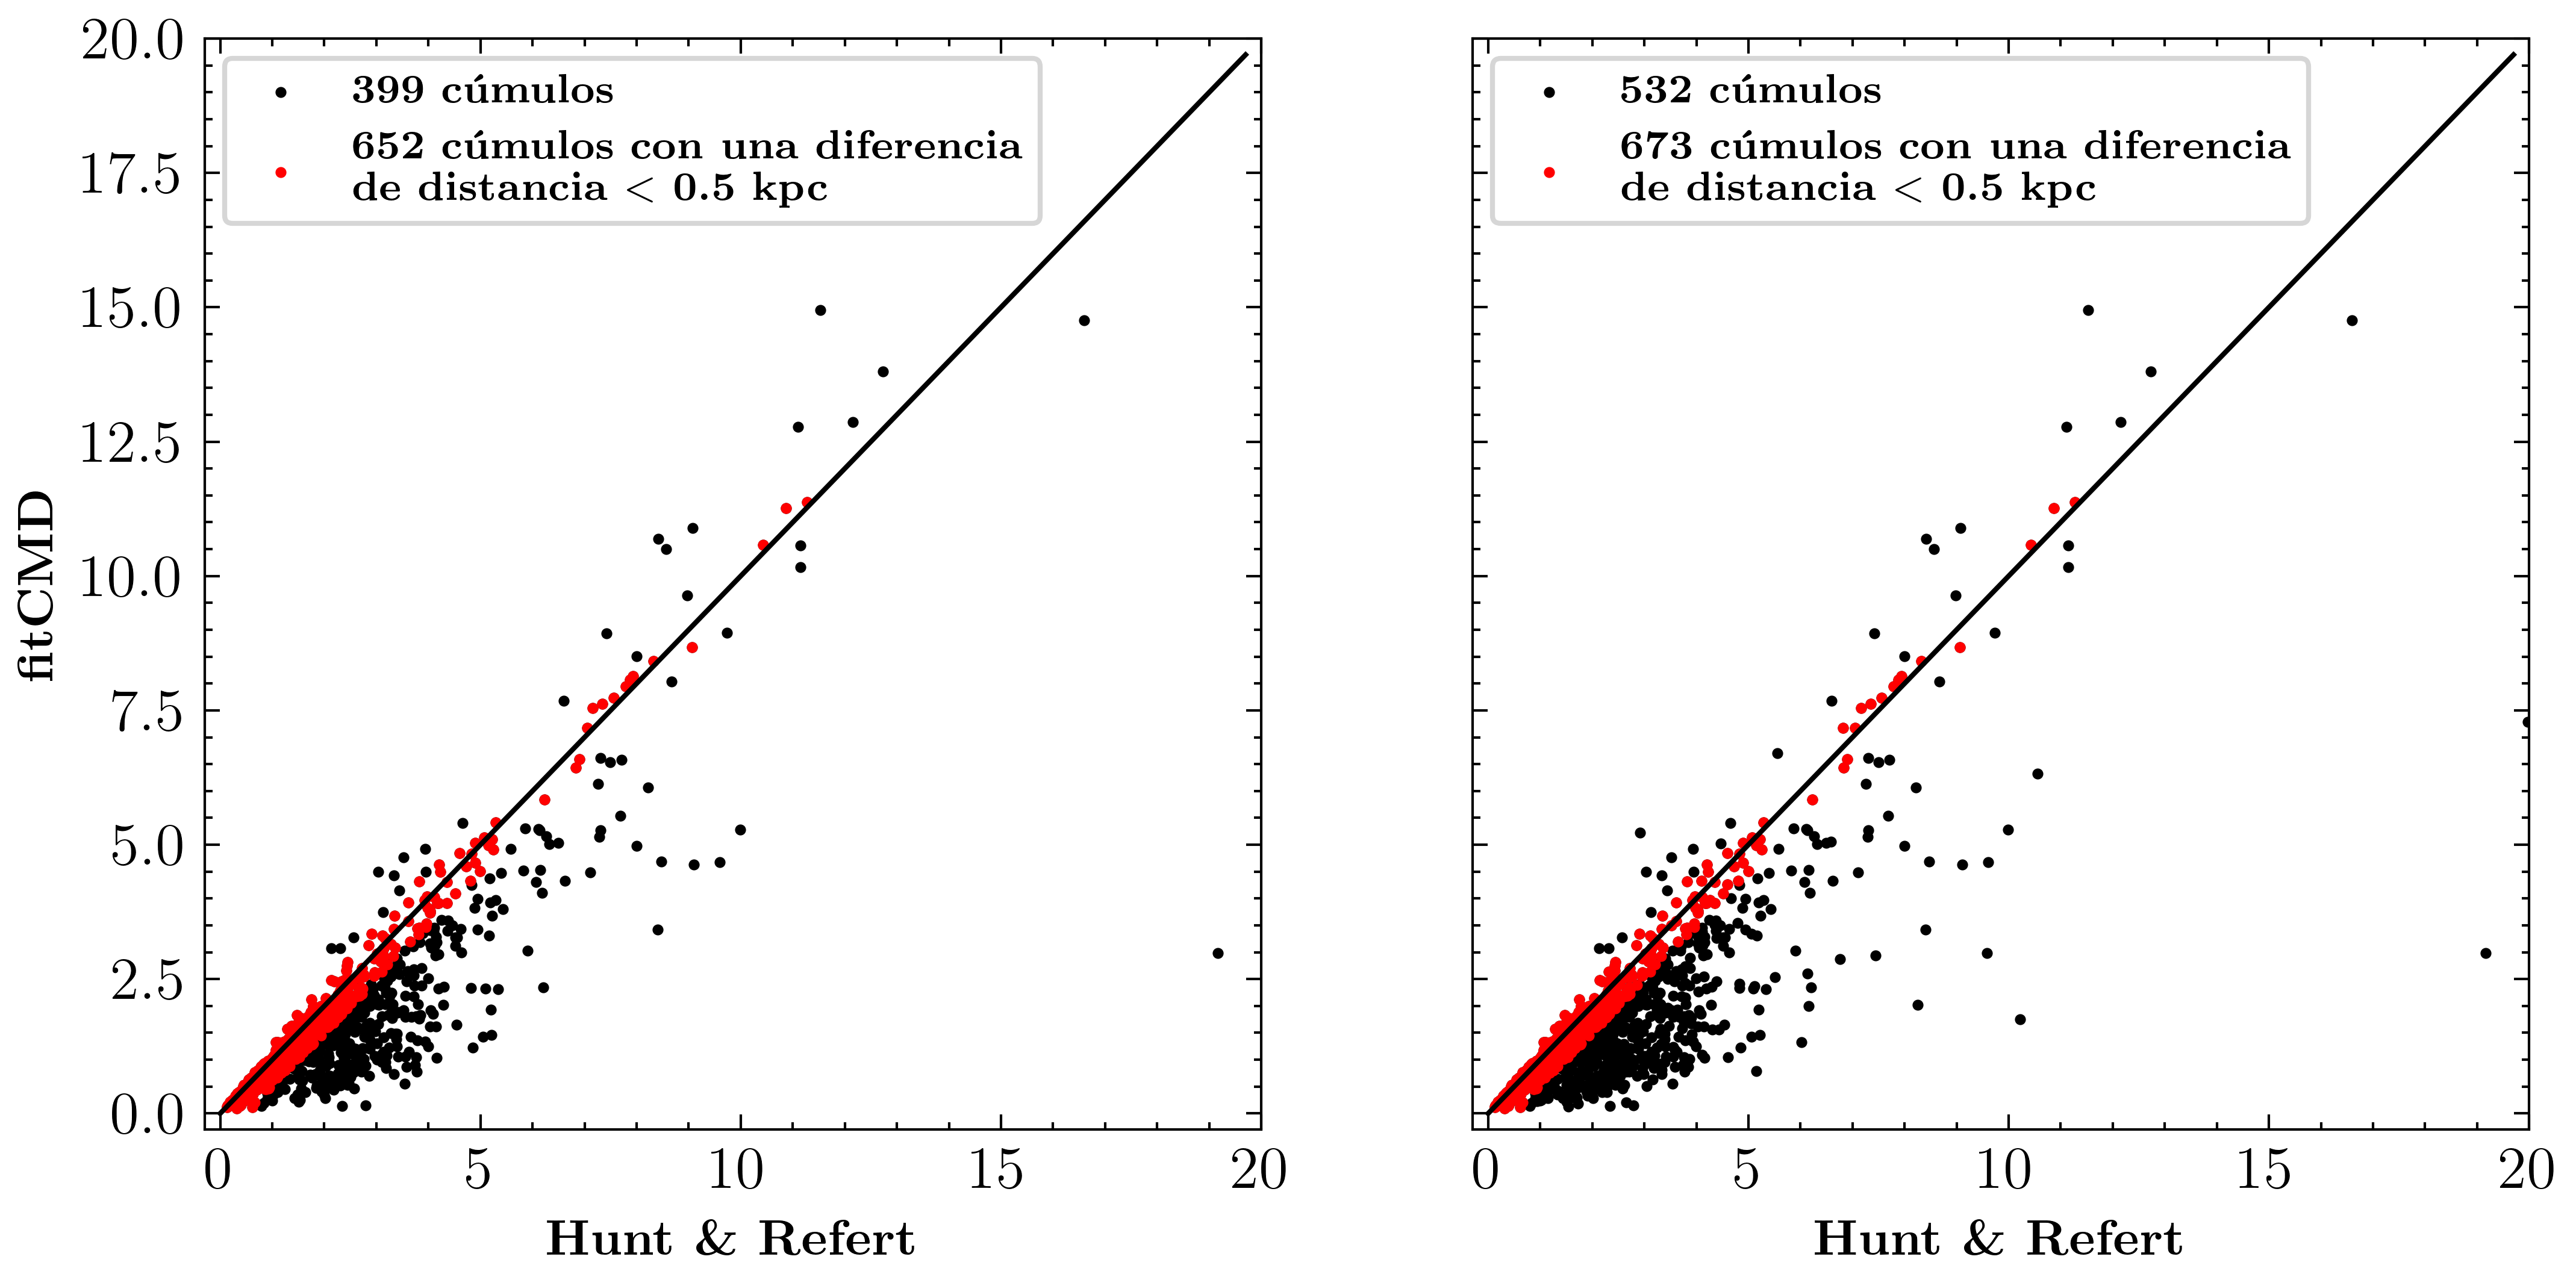 399 cúmulos
652 cúmulos con una diferencia
de distancia < 0.5 kpc
532 cúmulos
673 cúmulos con una diferencia
de distancia < 0.5 kpc
20.0
17.5
15.0
12.5
10.0
7.5
5.0
2.5
0.0
fitCMD
0 5 10 15 20
0 5 10 15 20
Hunt & Refert
Hunt & Refert